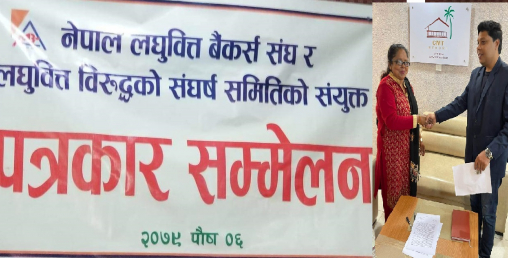 नेपाल लघुवित्त बैंकर्स संघ र
लघुवित्त विरुद्धको संघर्ष समितिको संयुक्त
पत्रकार सम्मेलन
२०७९ पौष ०६